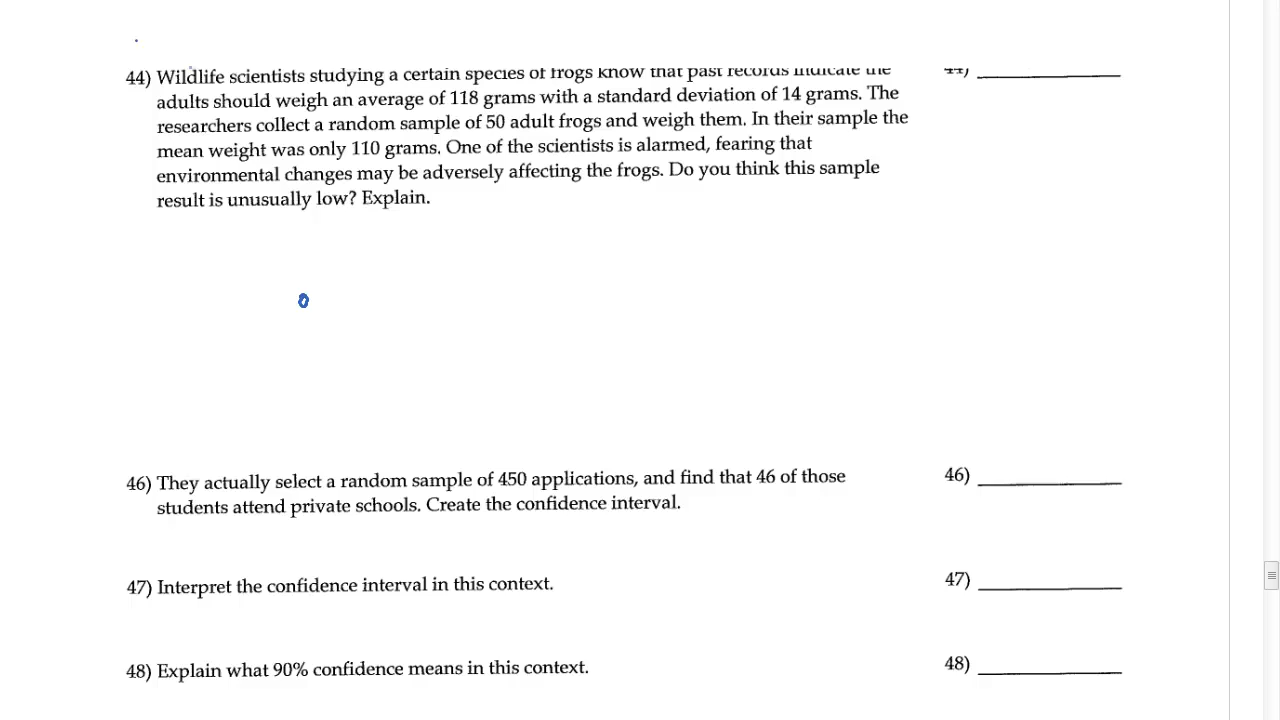 44) Wildlife scientists studying a certain species of frogs know that past records indicate the 44)
adults should weigh an average of 118 grams with a standard deviation of 14 grams. The
researchers collect a random sample of 50 adult frogs and weigh them. In their sample the
mean weight was only 110 grams. One of the scientists is alarmed, fearing that
environmental changes may be adversely affecting the frogs. Do you think this sample
result is unusually low? Explain.
46) They actually select a random sample of 450 applications, and find that 46 of those 46)
students attend private schools. Create the confidence interval.
47) Interpret the confidence interval in this context. 47)
48) Explain what 90% confidence means in this context. 48)